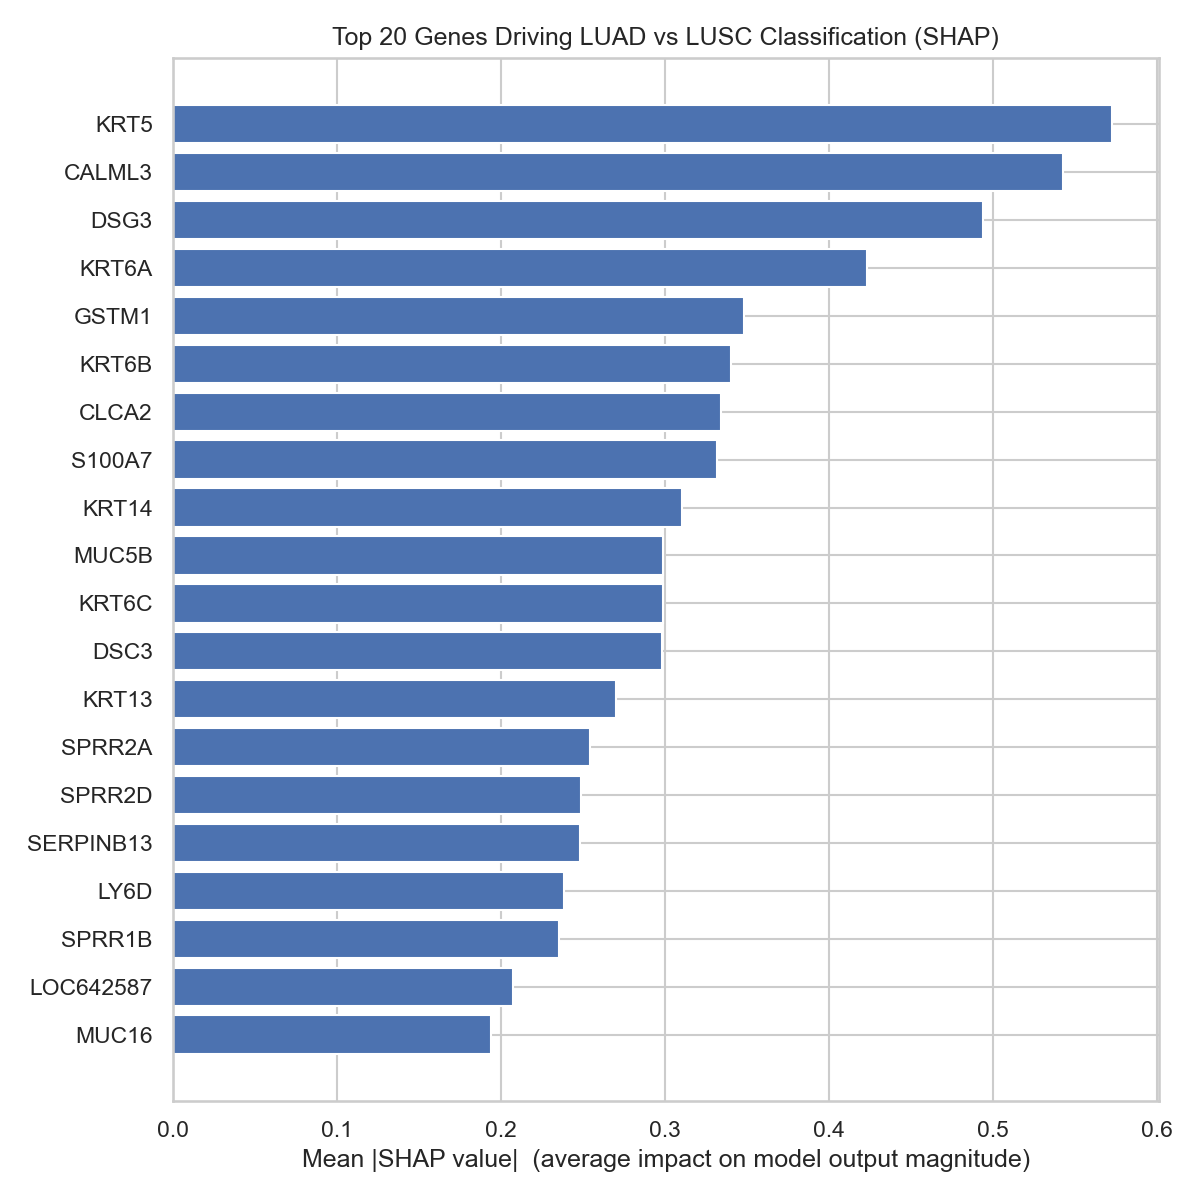 Top 20 Genes Driving LUAD vs LUSC Classification (SHAP)
KRT5
CALML3
DSG3
KRT6A
GSTM1
KRT6B
CLCA2
S100A7
KRT14
MUC5B
KRT6C
DSC3
KRT13
SPRR2A
SPRR2D
SERPINB13
LY6D
SPRR1B
LOC642587
MUC16
0.0 0.1 0.2 0.3 0.4 0.5 0.6
Mean |SHAP value| (average impact on model output magnitude)